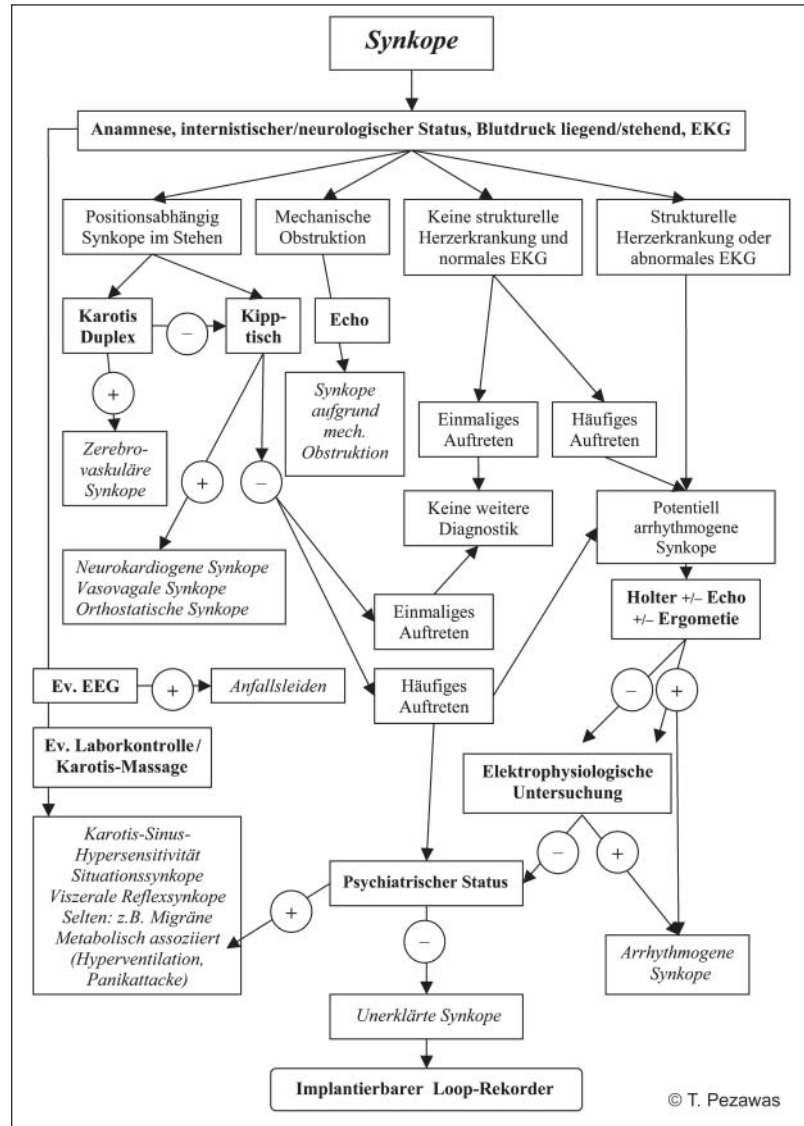 Synkope
Anamnese, internistischer/neurologischer Status, Blutdruck liegend/stehend, EKG
Positionsabhängig
Synkope im Stehen
Mechanische
Obstruktion
Keine strukturelle
Herzerkrankung und
normales EKG
Strukturelle
Herzerkrankung oder
abnormales EKG
Karotis
Duplex
–
Kipp-
tisch
Echo
+
Synkope
aufgrund
mech.
Obstruktion
Einmaliges
Auftreten
Häufiges
Auftreten
Zerebro-
vaskuläre
Synkope
+
–
Keine weitere
Diagnostik
Potentiell
arrhythmogene
Synkope
Neurokardiogene Synkope
Vasovagale Synkope
Orthostatische Synkope
Einmaliges
Auftreten
Holter +/– Echo
+/– Ergometie
Ev. EEG
+
Anfallsleiden
Häufiges
Auftreten
–
+
Ev. Laborkontrolle/
Karotis-Massage
Elektrophysiologische
Untersuchung
Karotis-Sinus-
Hypersensitivität
Situationssynkope
Viszerale Reflexsynkope
Selten: z.B. Migräne
Metabolisch assoziiert
(Hyperventilation,
Panikattacke)
+
Psychiatrischer Status
–
+
–
Arrhythmogene
Synkope
Unerklärte Synkope
Implantierbarer Loop-Rekorder
© T. Pezawas